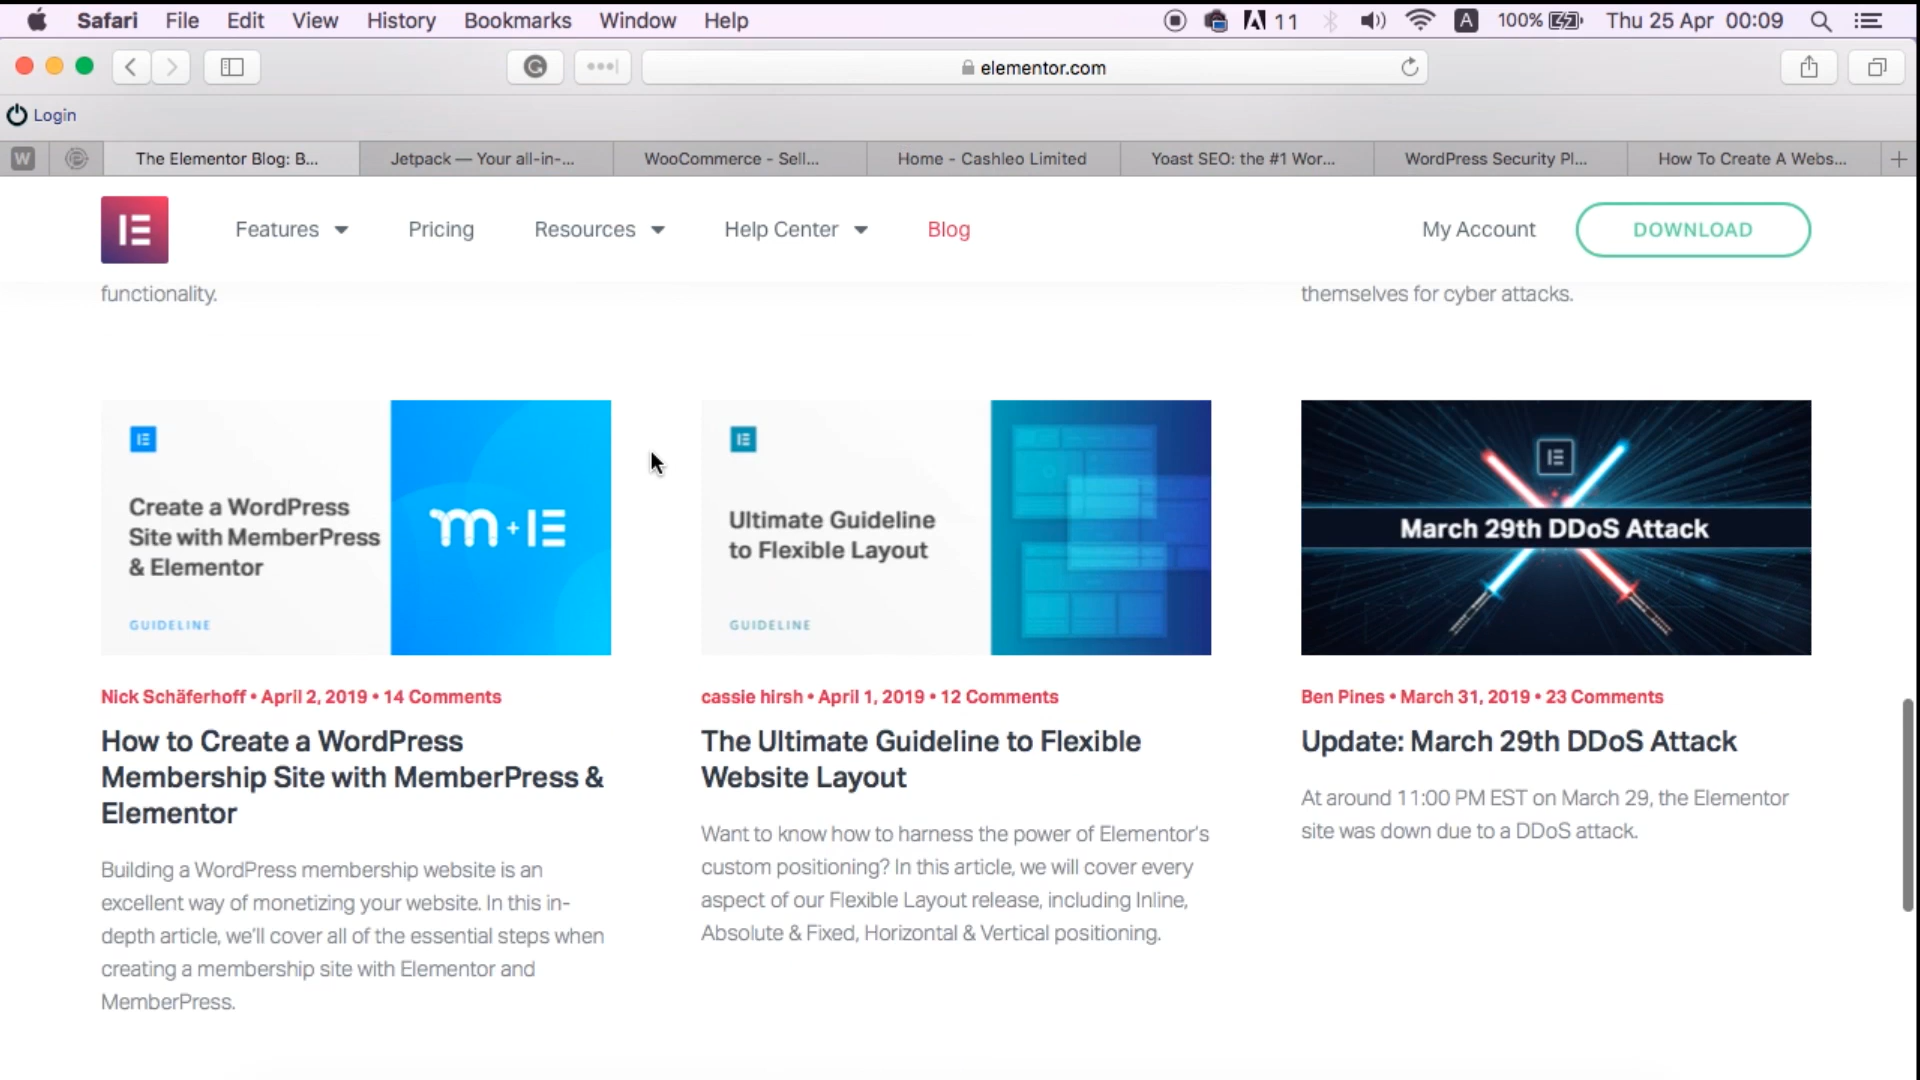 Safari File Edit View History Bookmarks Window Help 11 A 100% Thu 25 Apr 00:09
elementor.com
Login
W The Elementor Blog: B... Jetpack — Your all-in-... WooCommerce - Sell... Home - Cashleo Limited Yoast SEO: the #1 Wor... WordPress Security Pl... How To Create A Webs...
Features Pricing Resources Help Center Blog My Account DOWNLOAD
functionality.
themselves for cyber attacks.
Create a WordPress
Site with MemberPress
& Elementor
GUIDELINE
m + IE
Nick Schäferhoff • April 2, 2019 • 14 Comments
How to Create a WordPress
Membership Site with MemberPress &
Elementor
Building a WordPress membership website is an
excellent way of monetizing your website. In this in-
depth article, we'll cover all of the essential steps when
creating a membership site with Elementor and
MemberPress.
Ultimate Guideline
to Flexible Layout
GUIDELINE
cassie hirsh • April 1, 2019 • 12 Comments
The Ultimate Guideline to Flexible
Website Layout
Want to know how to harness the power of Elementor's
custom positioning? In this article, we will cover every
aspect of our Flexible Layout release, including Inline,
Absolute & Fixed, Horizontal & Vertical positioning.
March 29th DDoS Attack
Ben Pines • March 31, 2019 • 23 Comments
Update: March 29th DDoS Attack
At around 11:00 PM EST on March 29, the Elementor
site was down due to a DDoS attack.